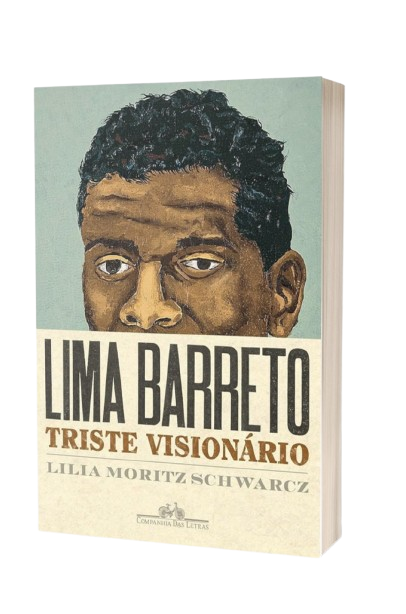 LIMA BARRETO
TRISTE VISIONÁRIO
LILIA MORITZ SCHWARCZ
COMPANHIA DAS LETRAS